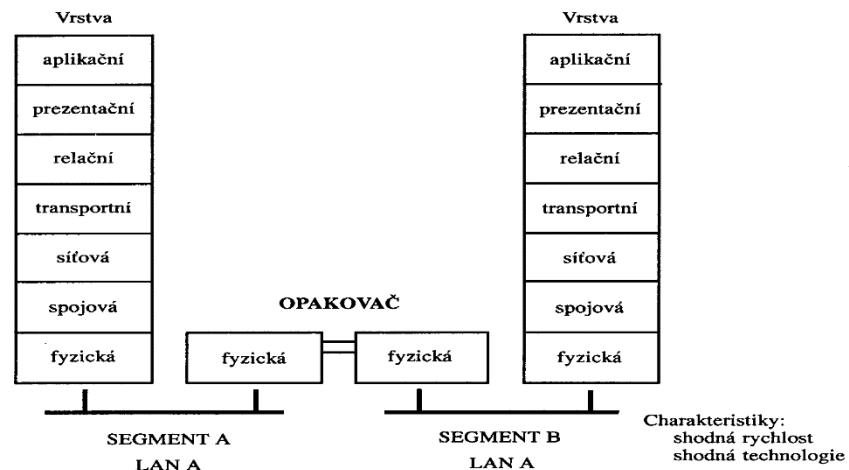 Vrstva
aplikační
prezentační
relační
transportní
síťová
spojová
fyzická
OPAKOVAČ
fyzická
fyzická
Vrstva
aplikační
prezentační
relační
transportní
síťová
spojová
fyzická
SEGMENT A
LAN A
SEGMENT B
LAN A
Charakteristiky:
shodná rychlost
shodná technologie